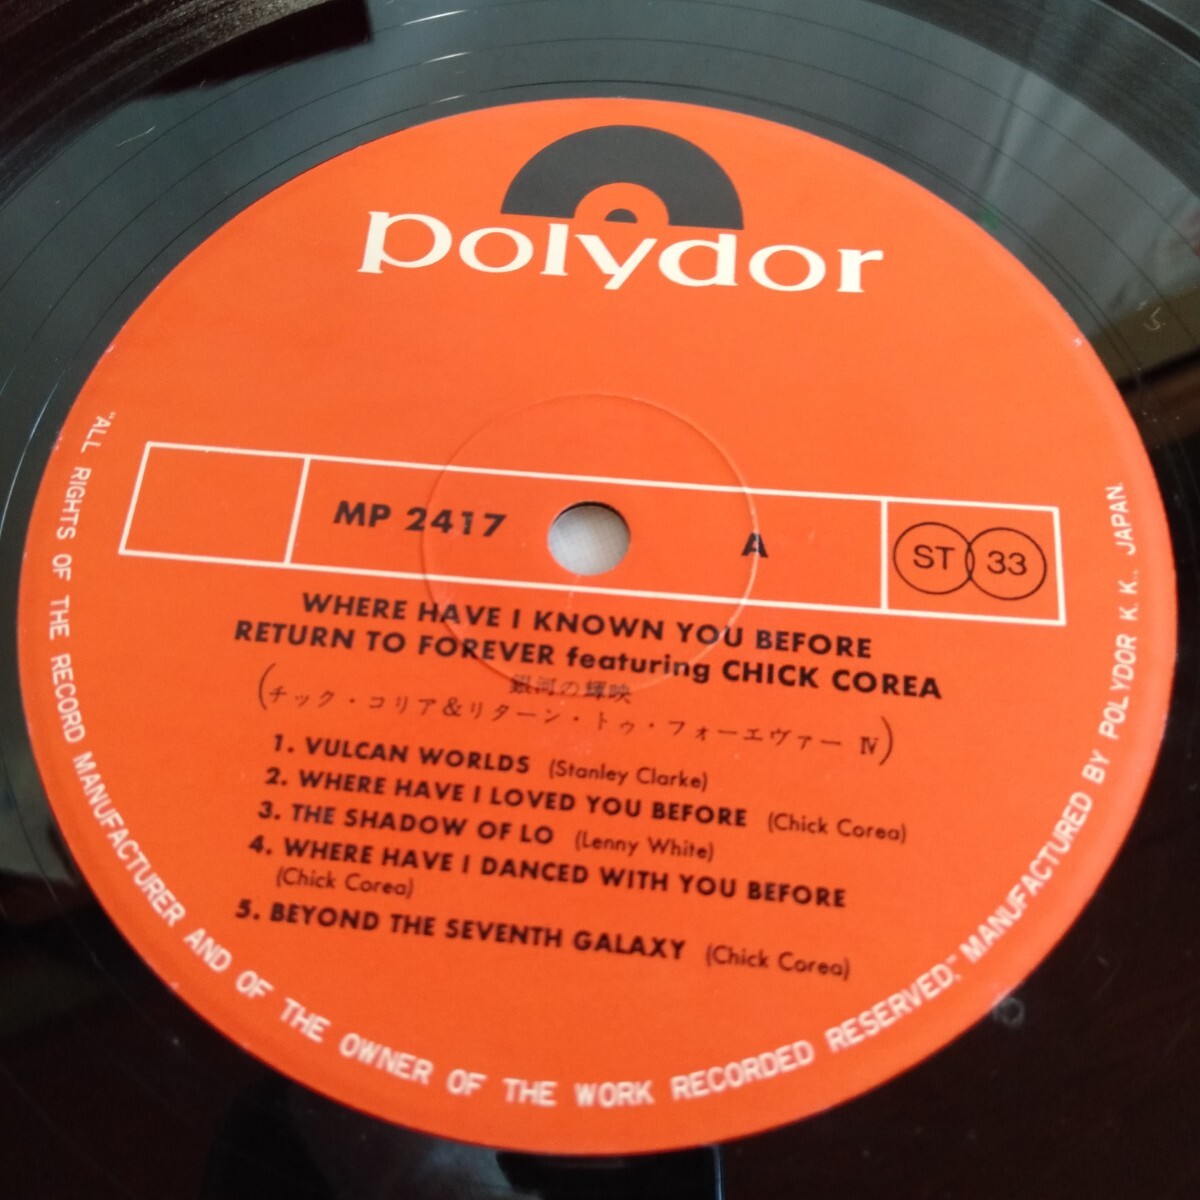 polydor
MP 2417
A
ST 33
WHERE HAVE I KNOWN YOU BEFORE
RETURN TO FOREVER featuring CHICK COREA
銀河の輝映
(チック・コリア&リターン・トゥ・フォーエヴァー Ⅳ)
1. VULCAN WORLDS (Stanley Clarke)
2. WHERE HAVE I LOVED YOU BEFORE (Chick Corea)
3. THE SHADOW OF LO (Lenny White)
4. WHERE HAVE I DANCED WITH YOU BEFORE
(Chick Corea)
5. BEYOND THE SEVENTH GALAXY (Chick Corea)
"ALL RIGHTS OF THE RECORD MANUFACTURER AND OF THE OWNER OF THE WORK RECORDED RESERVED," MANUFACTURED BY POLYDOR K.K., JAPAN.